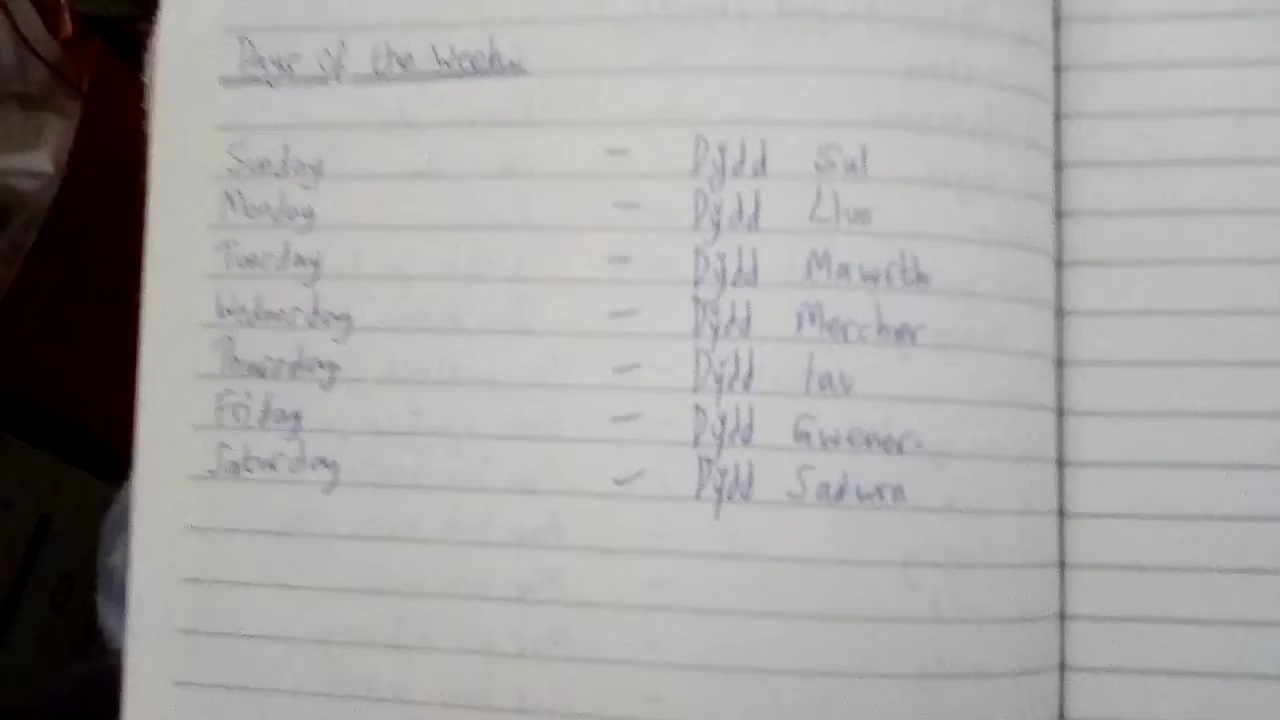 Days of the Week
Sunday - Dydd Sul
Monday - Dydd Llun
Tuesday - Dydd Mawrth
Wednesday - Dydd Mercher
Thursday - Dydd Iau
Friday - Dydd Gwener
Saturday - Dydd Sadwrn